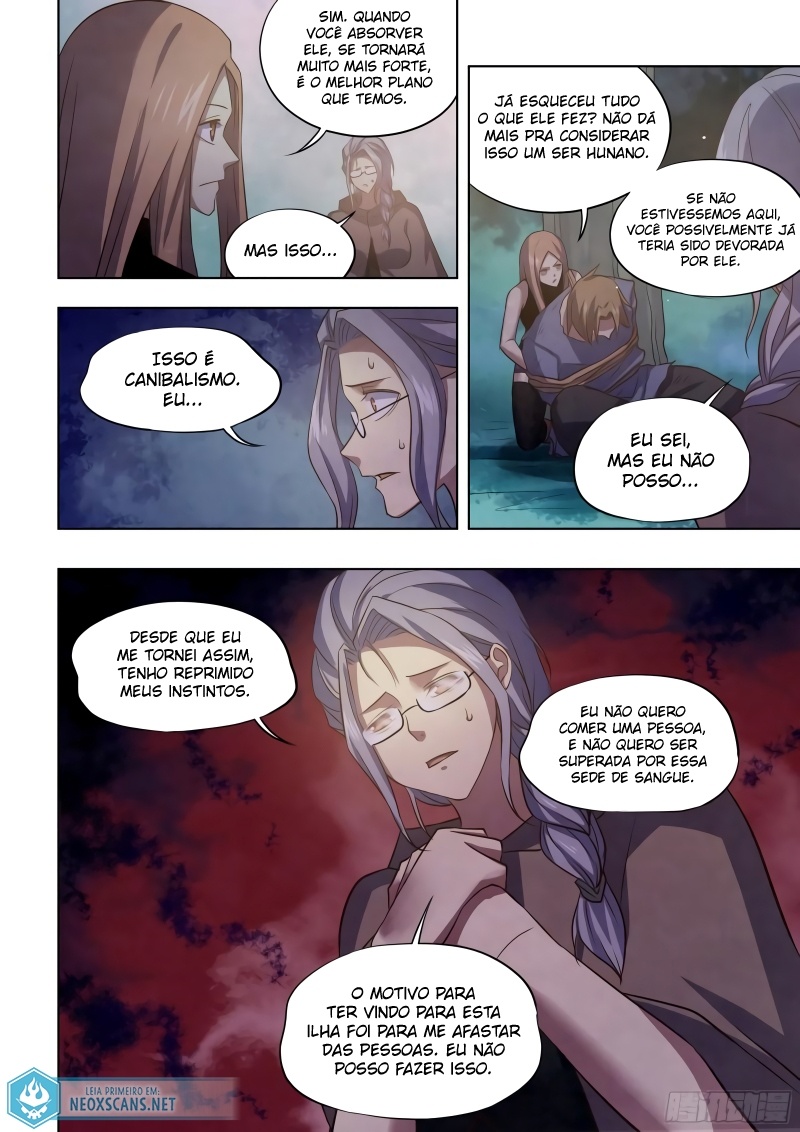 SIM. QUANDO
VOCÊ ABSORVER
ELE, SE TORNARÁ
MUITO MAIS FORTE,
É O MELHOR PLANO
QUE TEMOS.
MAS ISSO...
JÁ ESQUECEU TUDO
O QUE ELE FEZ? NÃO DÁ
MAIS PRA CONSIDERAR
ISSO UM SER HUNANO.
SE NÃO
ESTIVESSEMOS AQUI,
VOCÊ POSSIVELMENTE JÁ
TERIA SIDO DEVORADA
POR ELE.
EU SEI,
MAS EU NÃO
POSSO...
ISSO É
CANIBALISMO.
EU...
DESDE QUE EU
ME TORNEI ASSIM,
TENHO REPRIMIDO
MEUS INSTINTOS.
EU NÃO QUERO
COMER UMA PESSOA,
E NÃO QUERO SER
SUPERADA POR ESSA
SEDE DE SANGUE.
O MOTIVO PARA
TER VINDO PARA ESTA
ILHA FOI PARA ME AFASTAR
DAS PESSOAS. EU NÃO
POSSO FAZER ISSO.
LEIA PRIMEIRO EM:
NEOXSCANS.NET
腾讯动漫